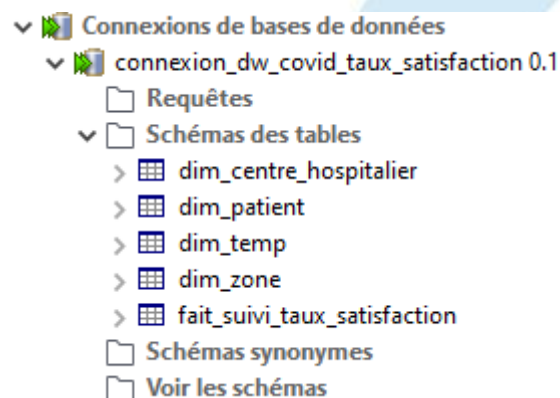 Connexions de bases de données
connexion_dw_covid_taux_satisfaction 0.1
Requêtes
Schémas des tables
dim_centre_hospitalier
dim_patient
dim_temp
dim_zone
fait_suivi_taux_satisfaction
Schémas synonymes
Voir les schémas